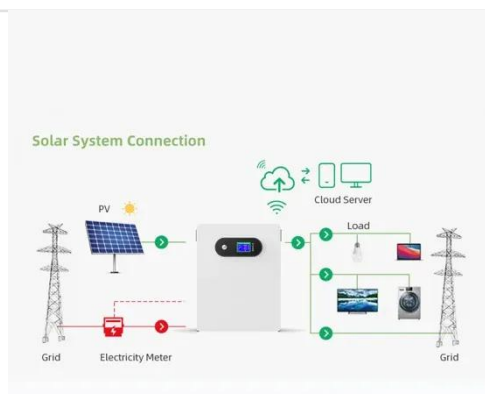 Solar System Connection
Cloud Server
PV
Load
Grid
Electricity Meter
Grid